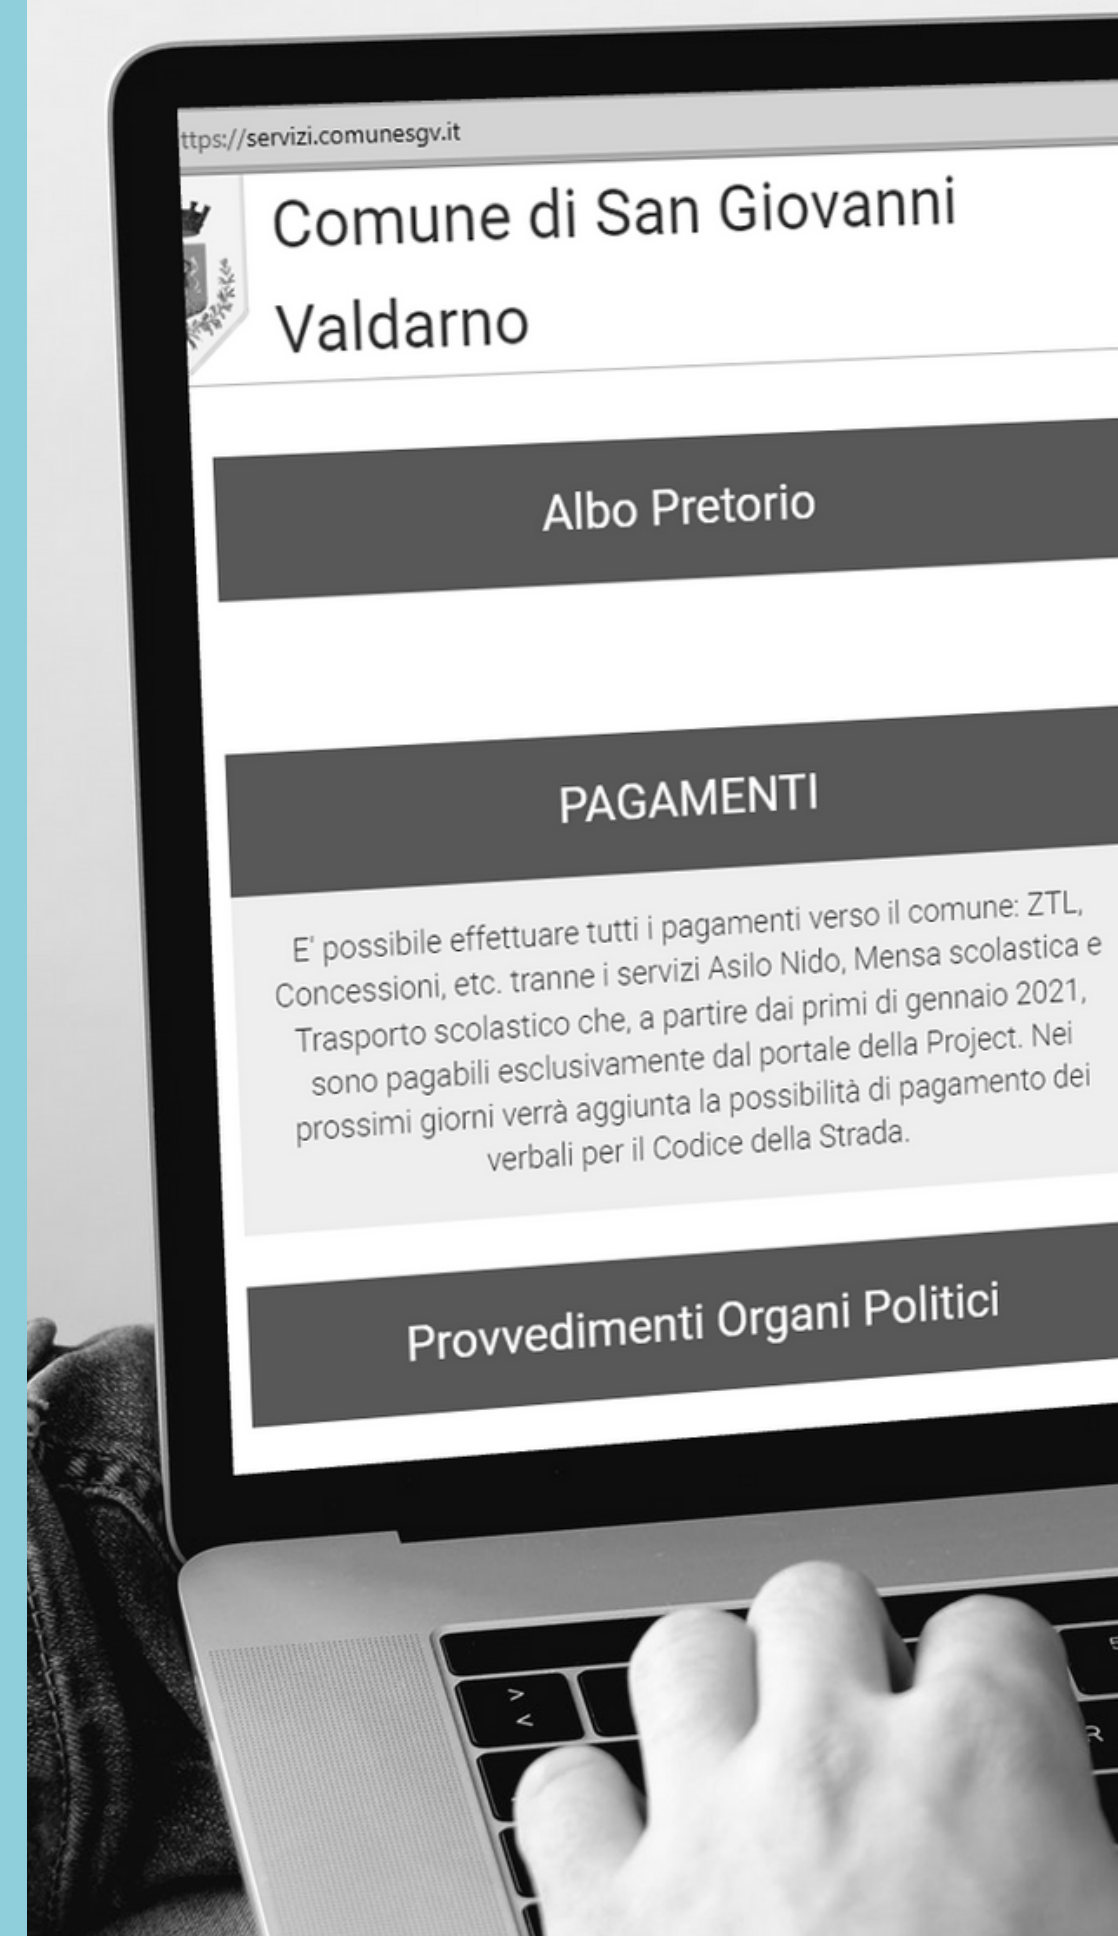 ttps://servizi.comunesgv.it
Comune di San Giovanni
Valdarno
Albo Pretorio
PAGAMENTI
E' possibile effettuare tutti i pagamenti verso il comune: ZTL,
Concessioni, etc. tranne i servizi Asilo Nido, Mensa scolastica e
Trasporto scolastico che, a partire dai primi di gennaio 2021,
sono pagabili esclusivamente dal portale della Project. Nei
prossimi giorni verrà aggiunta la possibilità di pagamento dei
verbali per il Codice della Strada.
Provvedimenti Organi Politici
>
<
R